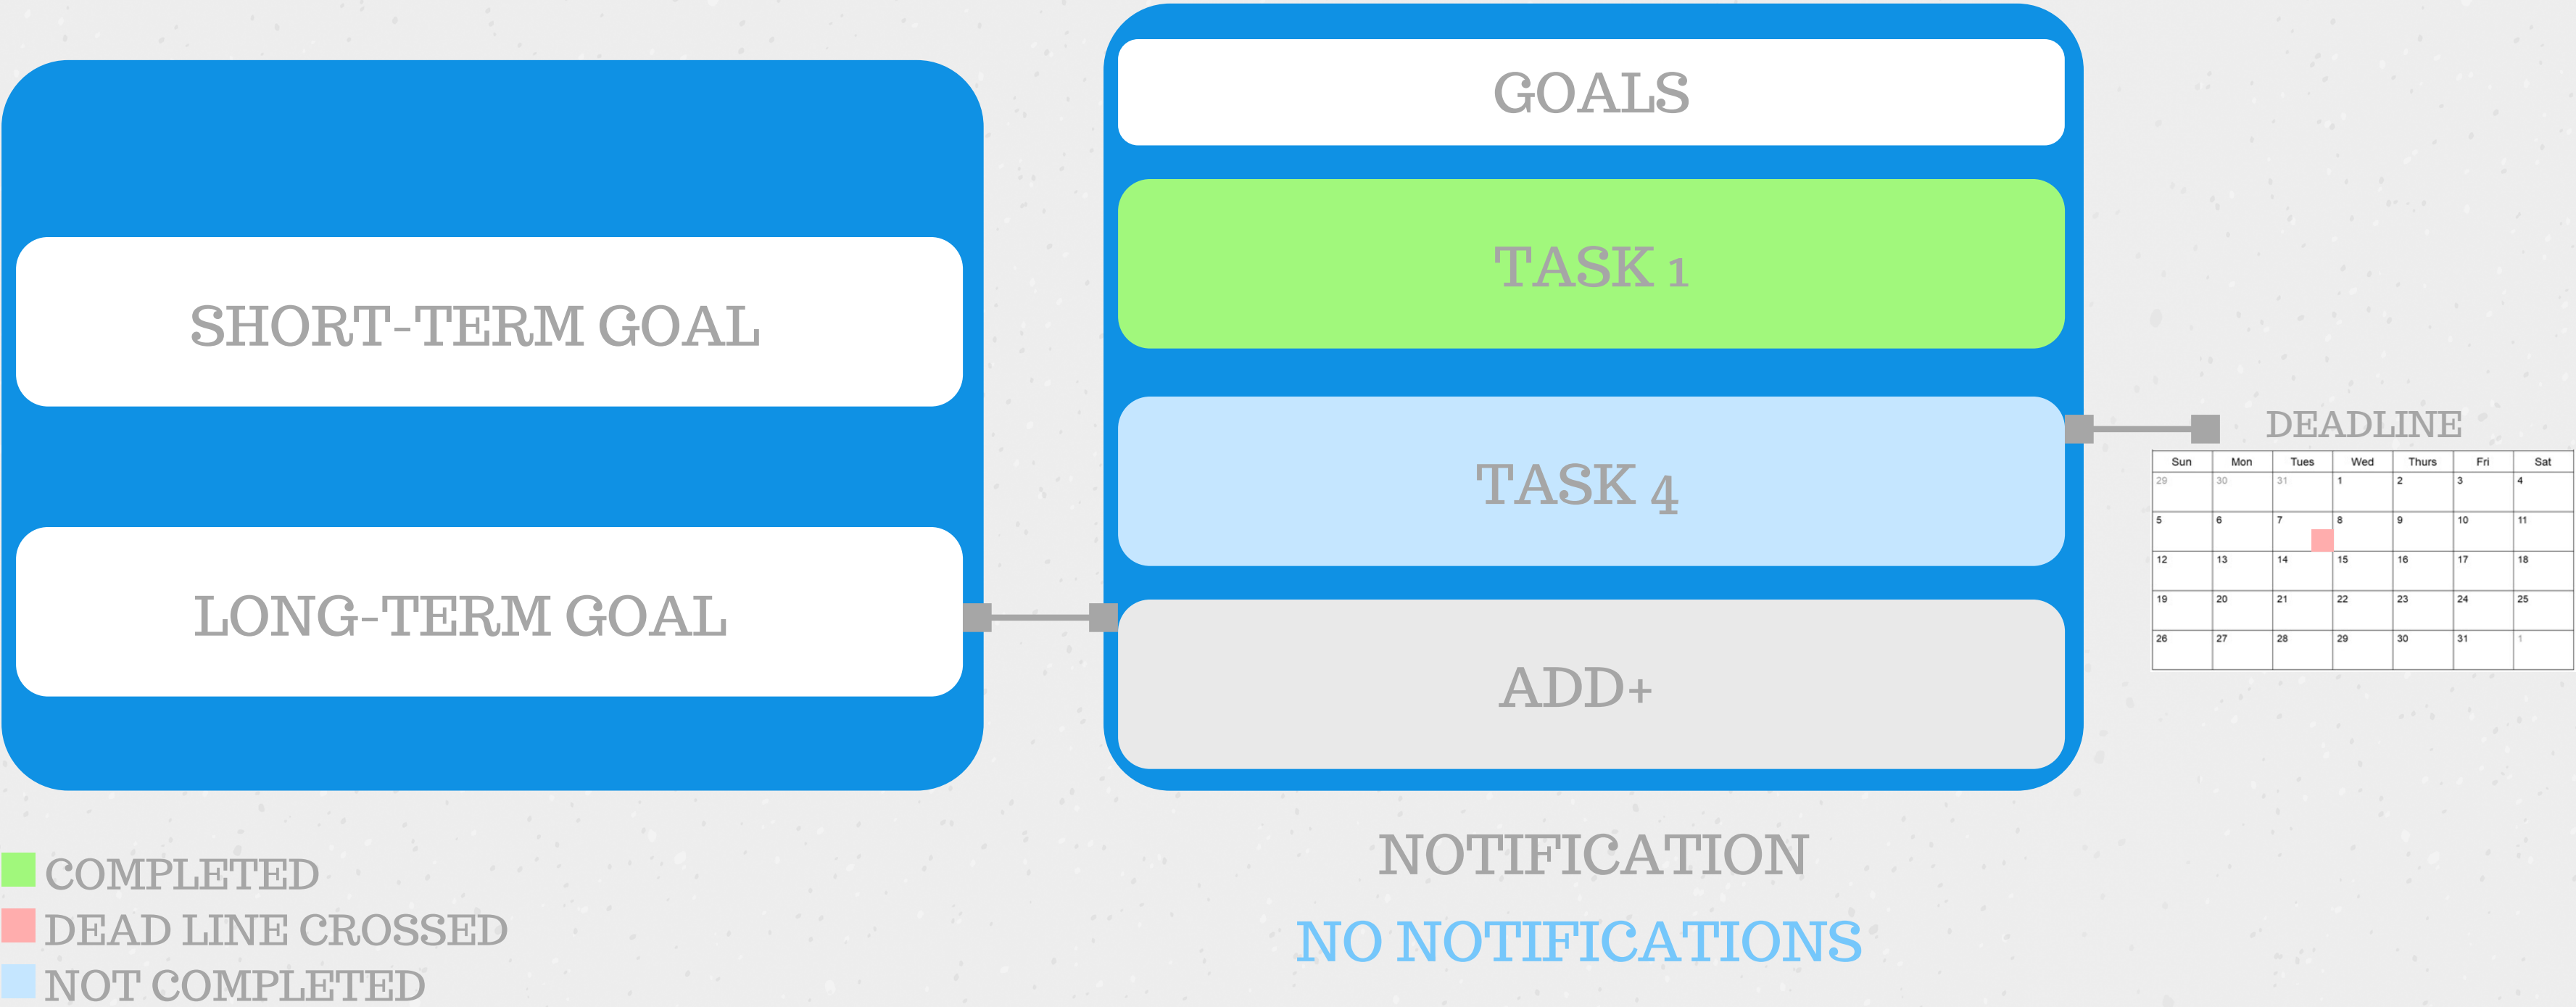 SHORT-TERM GOAL
LONG-TERM GOAL
GOALS
TASK 1
TASK 4
ADD+
DEADLINE
Sun Mon Tues Wed Thurs Fri Sat
29 30 31 1 2 3 4
5 6 7 8 9 10 11
12 13 14 15 16 17 18
19 20 21 22 23 24 25
26 27 28 29 30 31 1
NOTIFICATION
NO NOTIFICATIONS
COMPLETED
DEAD LINE CROSSED
NOT COMPLETED